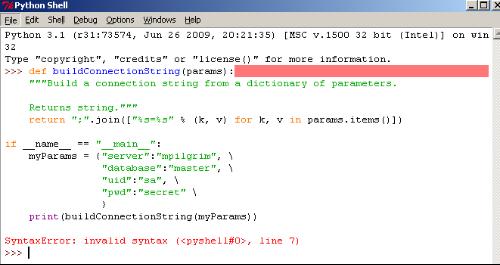 Python Shell
File Edit Shell Debug Options Windows Help
Python 3.1 (r31:73574, Jun 26 2009, 20:21:35) [MSC v.1500 32 bit (Intel)] on win
32
Type "copyright", "credits" or "license()" for more information.
>>> def buildConnectionString(params):
    """Build a connection string from a dictionary of parameters.

    Returns string."""
    return ";".join(["%s=%s" % (k, v) for k, v in params.items()])

if __name__ == "__main__":
    myParams = {"server":"mpilgrim", \
                "database":"master", \
                "uid":"sa", \
                "pwd":"secret" \
                }
    print(buildConnectionString(myParams))

SyntaxError: invalid syntax (<pyshell#0>, line 7)
>>>